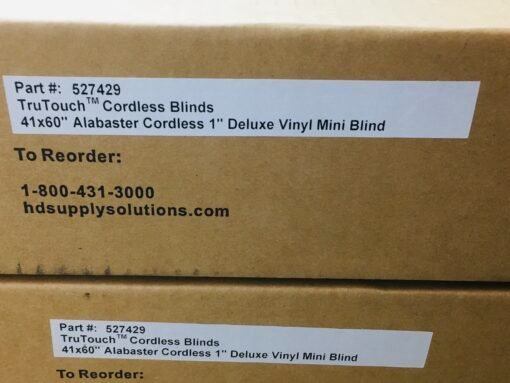 Part #: 527429
TruTouch™ Cordless Blinds
41x60" Alabaster Cordless 1" Deluxe Vinyl Mini Blind
To Reorder:
1-800-431-3000
hdsupplysolutions.com
Part #: 527429
TruTouch™ Cordless Blinds
41x60" Alabaster Cordless 1" Deluxe Vinyl Mini Blind
To Reorder: